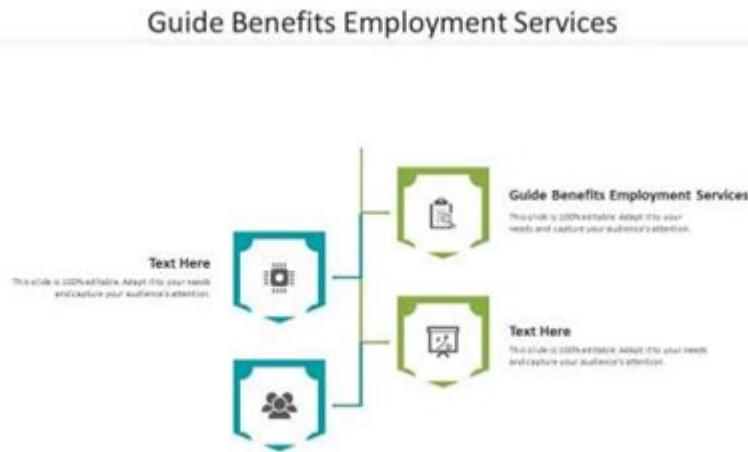 Guide Benefits Employment Services
Guide Benefits Employment Services
This slide is 100% editable. Adapt it to your
needs and capture your audience's attention.
Text Here
This slide is 100% editable. Adapt it to your needs
and capture your audience's attention.
Text Here
This slide is 100% editable. Adapt it to your needs
and capture your audience's attention.